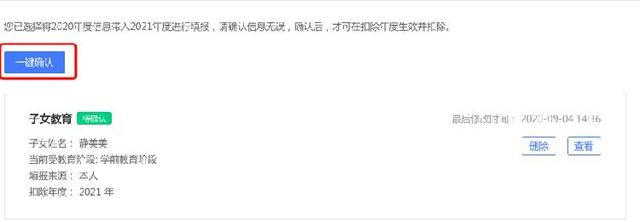 您已选择将2020年度信息带入2021年度进行填报，请确认信息无误，确认后，才可在扣除年度生效并扣除。
一键确认
子女教育 待确认 最后修改时间： 2020-09-04 14:36
子女姓名： 静美美 删除 查看
当前受教育阶段: 学前教育阶段
填报来源： 本人
扣除年度： 2021 年